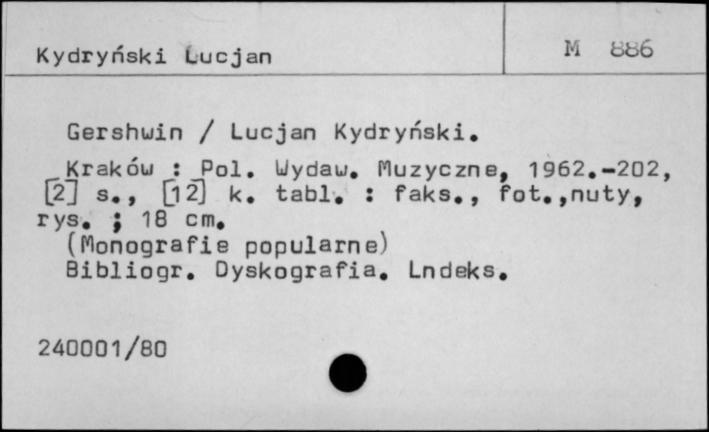 Kydryński Lucjan
M 886
Gershwin / Lucjan Kydryński.
Kraków : Pol. Wydaw. Muzyczne, 1962.-202,
[2] s., [12] k. tabl. : faks., fot.,nuty,
rys. ; 18 cm.
(Monografie popularne)
Bibliogr. Dyskografia. Lndeks.
240001/80